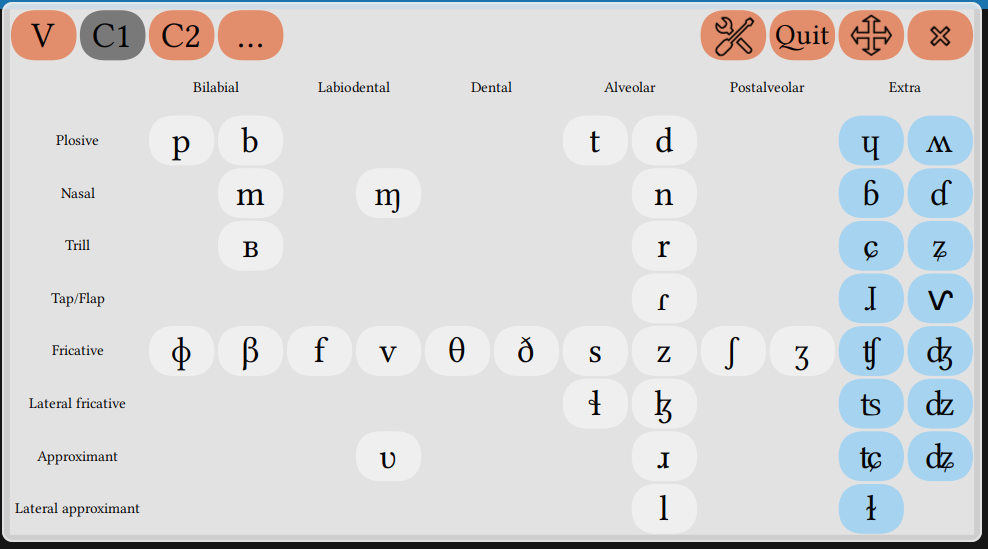 V C1 C2 ... Quit
Bilabial Labiodental Dental Alveolar Postalveolar Extra
Plosive p b t d ɥ ʍ
Nasal m ɱ n ɓ ɗ
Trill ʙ r ɕ ʑ
Tap/Flap ɾ ɺ ⱱ
Fricative ɸ β f v θ ð s z ʃ ʒ ʧ ʤ
Lateral fricative ɬ ɮ ʦ ʣ
Approximant ʋ ɹ ʨ ʥ
Lateral approximant l ɫ